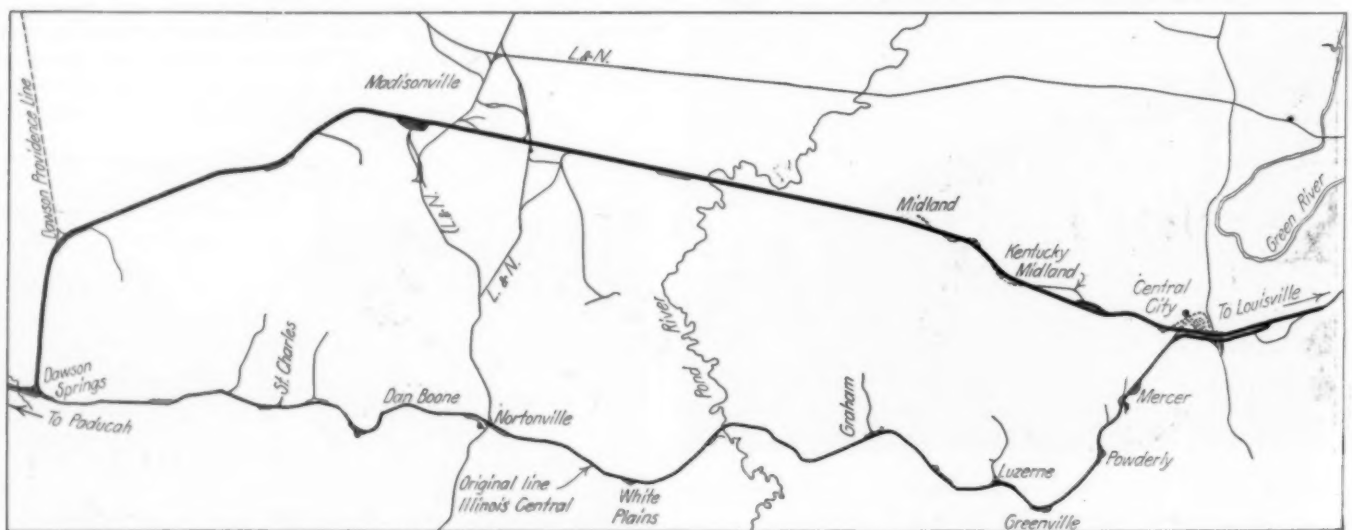 L.&N.
Madisonville
Dawson Providence Line
L.&N.
L.&N.
Midland
Kentucky
Midland
Green River
Central
City
To Louisville
River
Pond
Dawson
Springs
To Paducah
St. Charles
Dan Boone
Nortonville
Original line
Illinois Central
White
Plains
Graham
Luzerne
Greenville
Powderly
Mercer